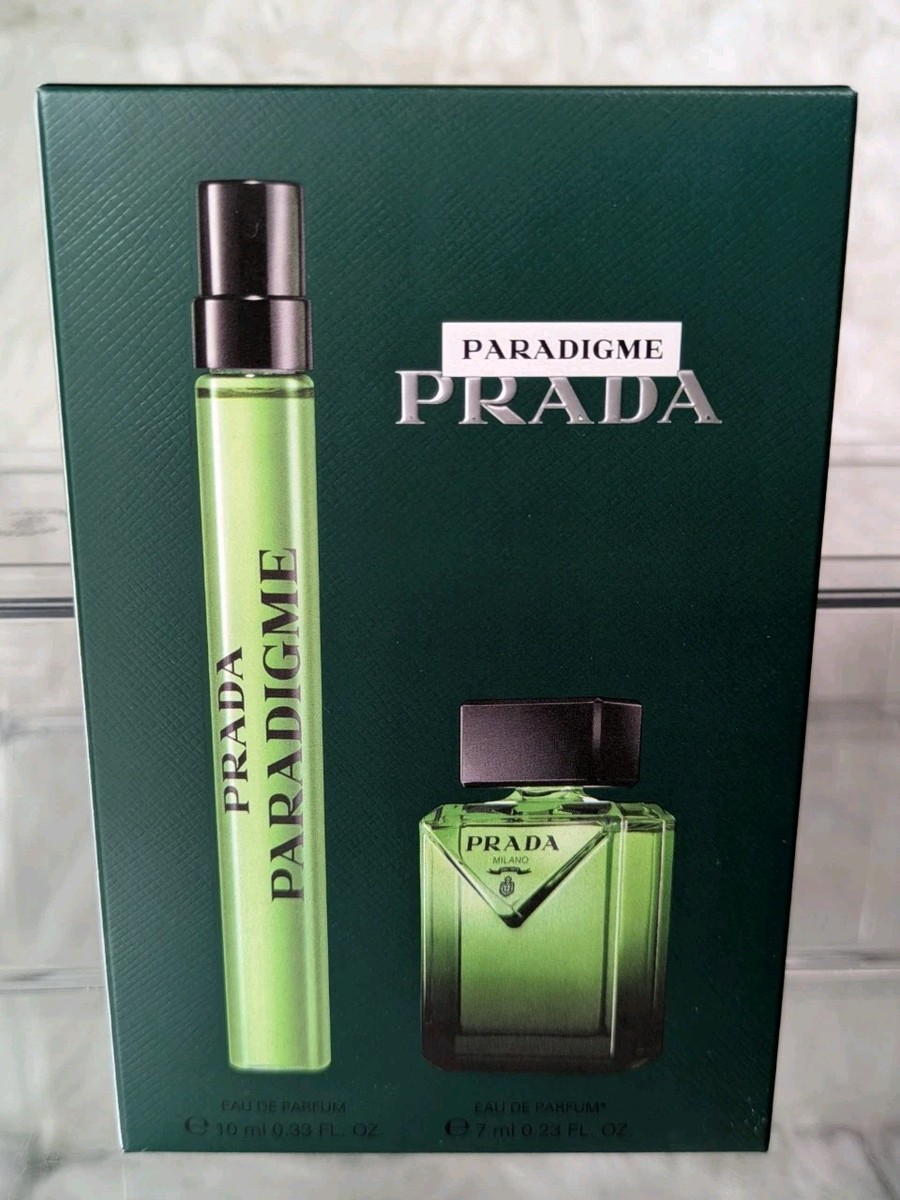 PARADIGME
PRADA
PRADA
PARADIGME
PRADA
MILANO
EAU DE PARFUM
℮ 10 ml 0.33 FL. OZ.
EAU DE PARFUM*
℮ 7 ml 0.23 FL. OZ.